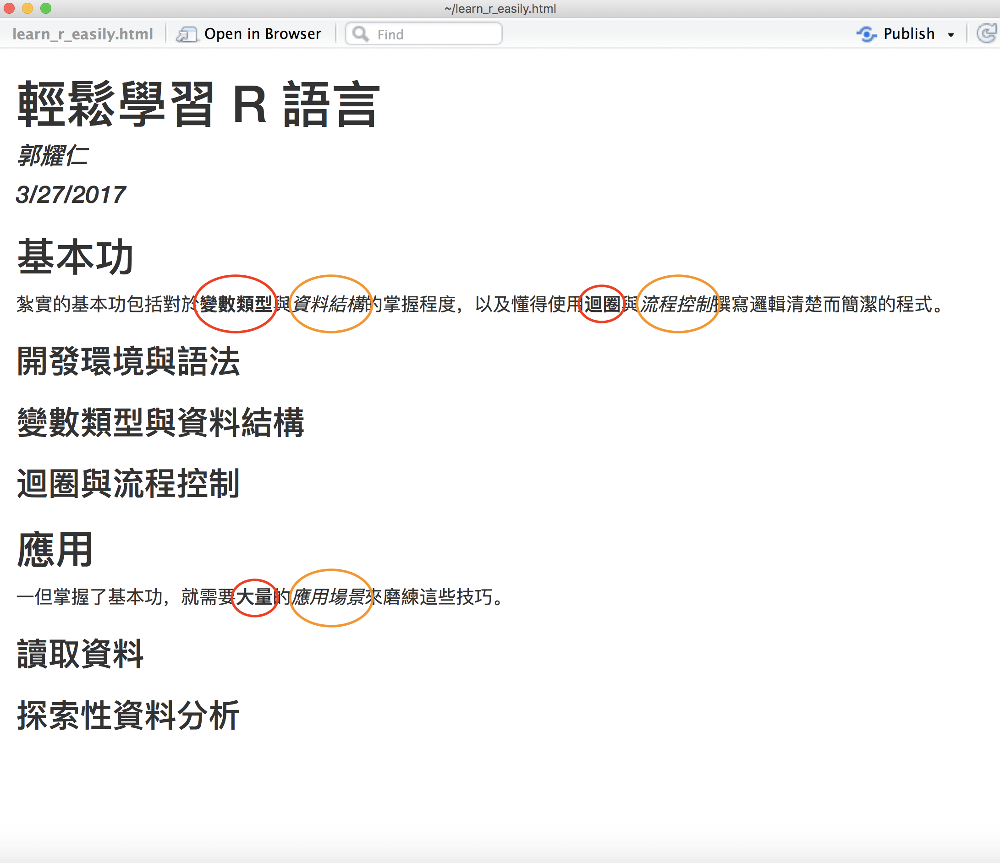 ~/learn_r_easily.html
learn_r_easily.html Open in Browser Find Publish
輕鬆學習 R 語言
郭耀仁
3/27/2017
基本功
紮實的基本功包括對於變數類型與資料結構的掌握程度，以及懂得使用迴圈與流程控制撰寫邏輯清楚而簡潔的程式。
開發環境與語法
變數類型與資料結構
迴圈與流程控制
應用
一但掌握了基本功，就需要大量的應用場景來磨練這些技巧。
讀取資料
探索性資料分析